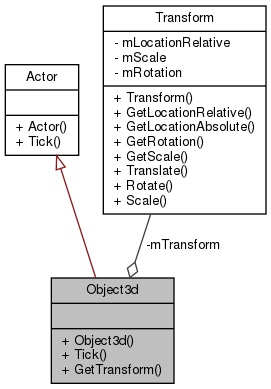 Transform
- mLocationRelative
- mScale
- mRotation
+ Transform()
+ GetLocationRelative()
+ GetLocationAbsolute()
+ GetRotation()
+ GetScale()
+ Translate()
+ Rotate()
+ Scale()
Actor
+ Actor()
+ Tick()
-mTransform
Object3d
+ Object3d()
+ Tick()
+ GetTransform()